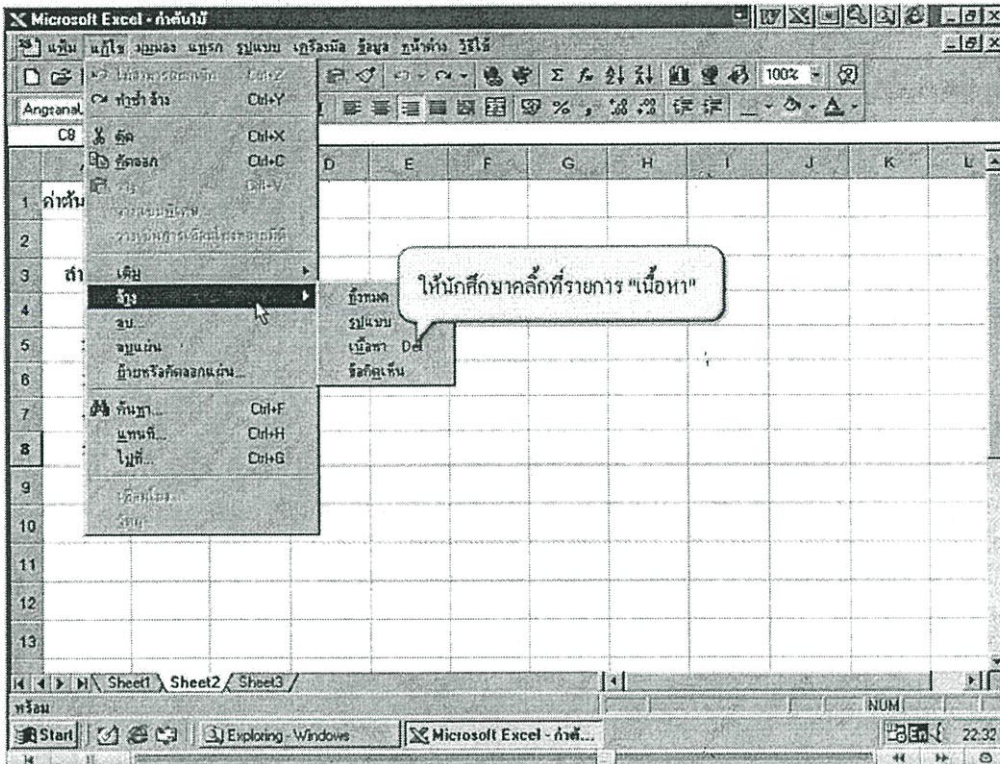 Microsoft Excel - ค่าต้นไม้
แฟ้ม แก้ไข มุมมอง แทรก รูปแบบ เครื่องมือ ข้อมูล หน้าต่าง วิธีใช้
100%
Angsana
C8
ทำซ้ำ ล้าง Ctrl+Y
ตัด Ctrl+X
คัดลอก Ctrl+C
Ctrl+V
D E F G H I J K L
1 ค่าต้น
2
3 ลำ
เติม
ล้าง
ลบ...
ลบแผ่น
ย้ายหรือคัดลอกแผ่น...
ค้นหา... Ctrl+F
แทนที่... Ctrl+H
ไปที่... Ctrl+G
ทั้งหมด
รูปแบบ
เนื้อหา Del
ข้อคิดเห็น
ให้นักศึกษาคลิ๊กที่รายการ "เนื้อหา"
4
5
6
7
8
9
10
11
12
13
Sheet1 Sheet2 Sheet3
พร้อม NUM
Start Exploring - Windows Microsoft Excel - ค่าต้... En 22:32